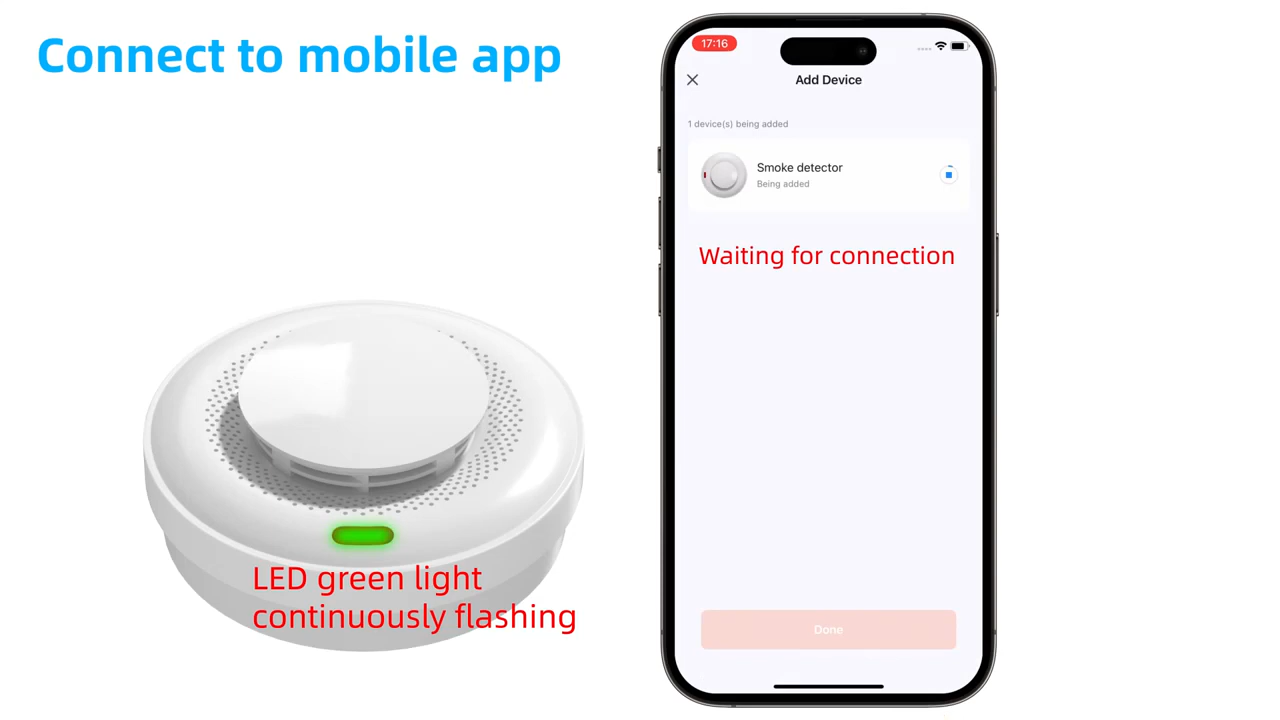 Connect to mobile app
17:16
Add Device
1 device(s) being added
Smoke detector
Being added
Waiting for connection
LED green light
continuously flashing
Done